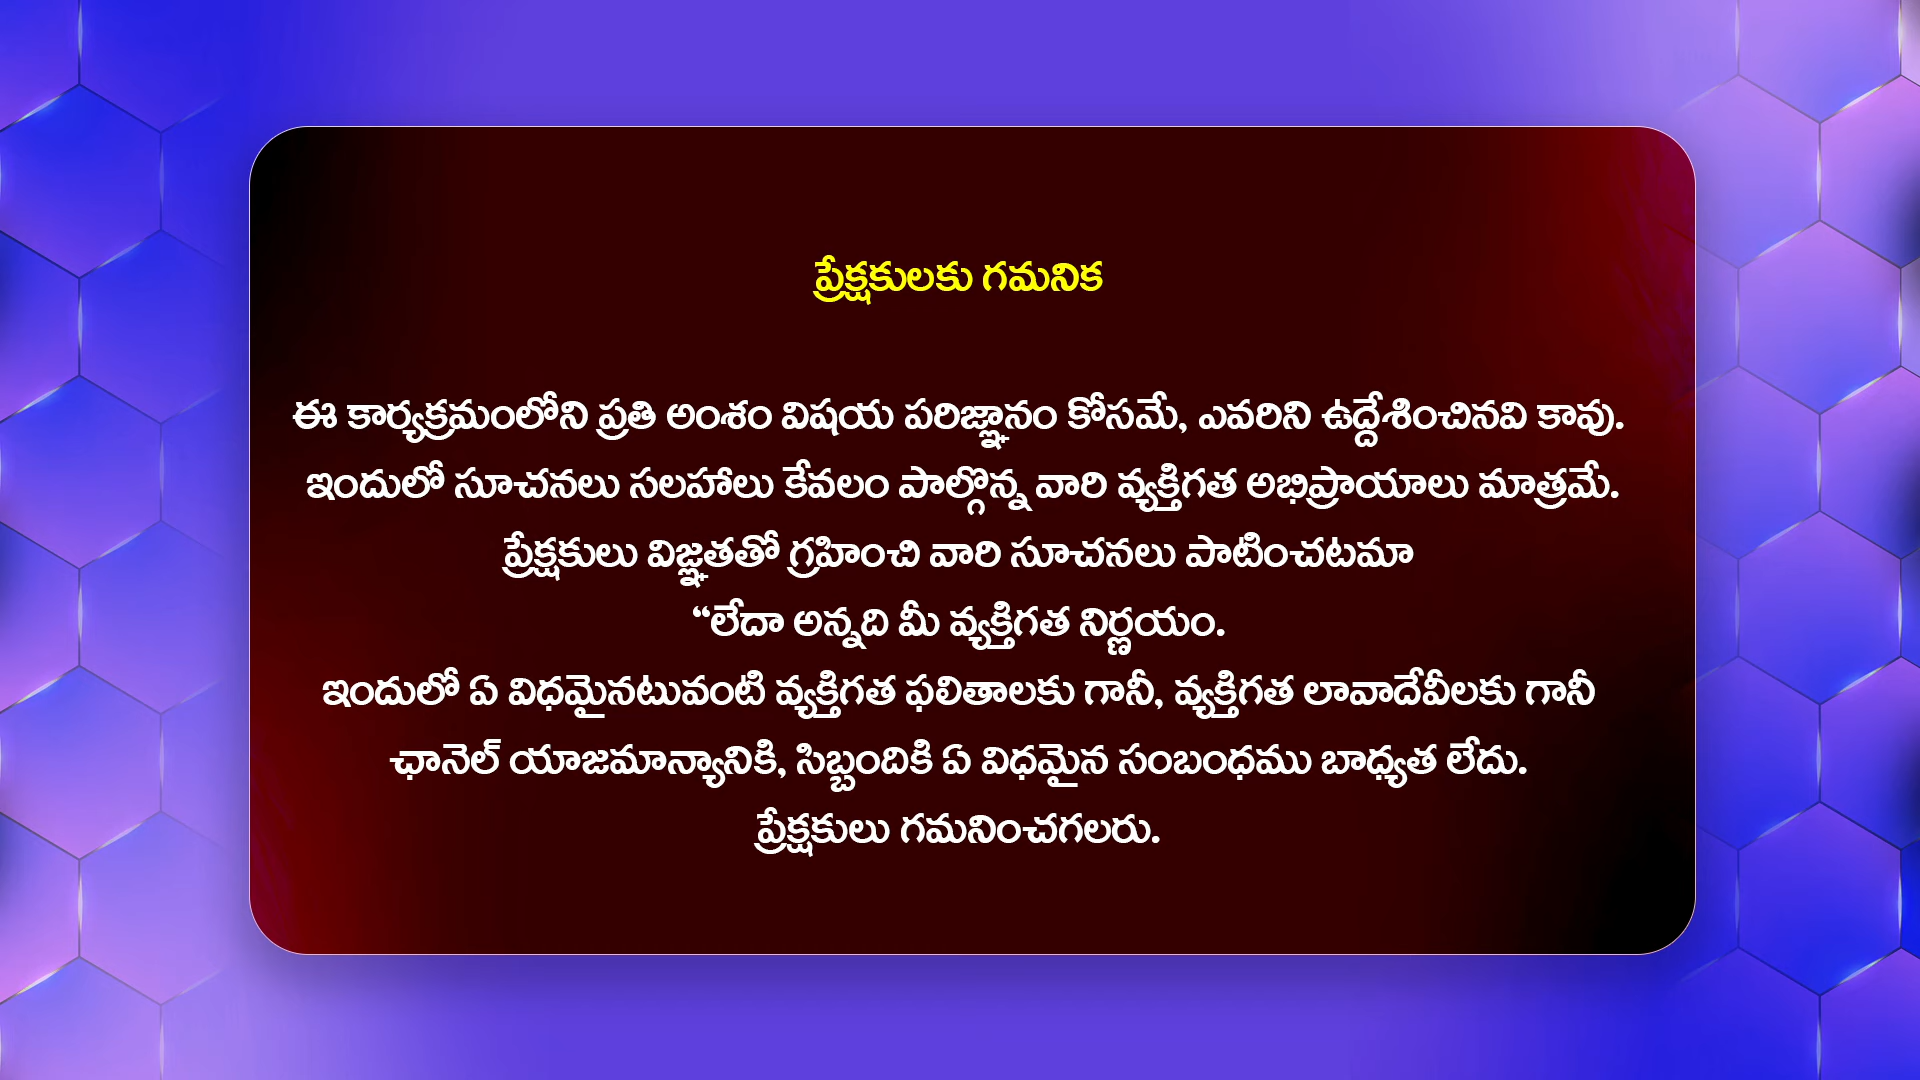 ప్రేక్షకులకు గమనిక
ఈ కార్యక్రమంలోని ప్రతి అంశం విషయ పరిజ్ఞానం కోసమే, ఎవరిని ఉద్దేశించినవి కావు.
ఇందులో సూచనలు సలహాలు కేవలం పాల్గొన్న వారి వ్యక్తిగత అభిప్రాయాలు మాత్రమే.
ప్రేక్షకులు విజ్ఞతతో గ్రహించి వారి సూచనలు పాటించటమా
“లేదా అన్నది మీ వ్యక్తిగత నిర్ణయం.
ఇందులో ఏ విధమైనటువంటి వ్యక్తిగత ఫలితాలకు గానీ, వ్యక్తిగత లావాదేవీలకు గానీ
ఛానెల్ యాజమాన్యానికి, సిబ్బందికి ఏ విధమైన సంబంధము బాధ్యత లేదు.
ప్రేక్షకులు గమనించగలరు.